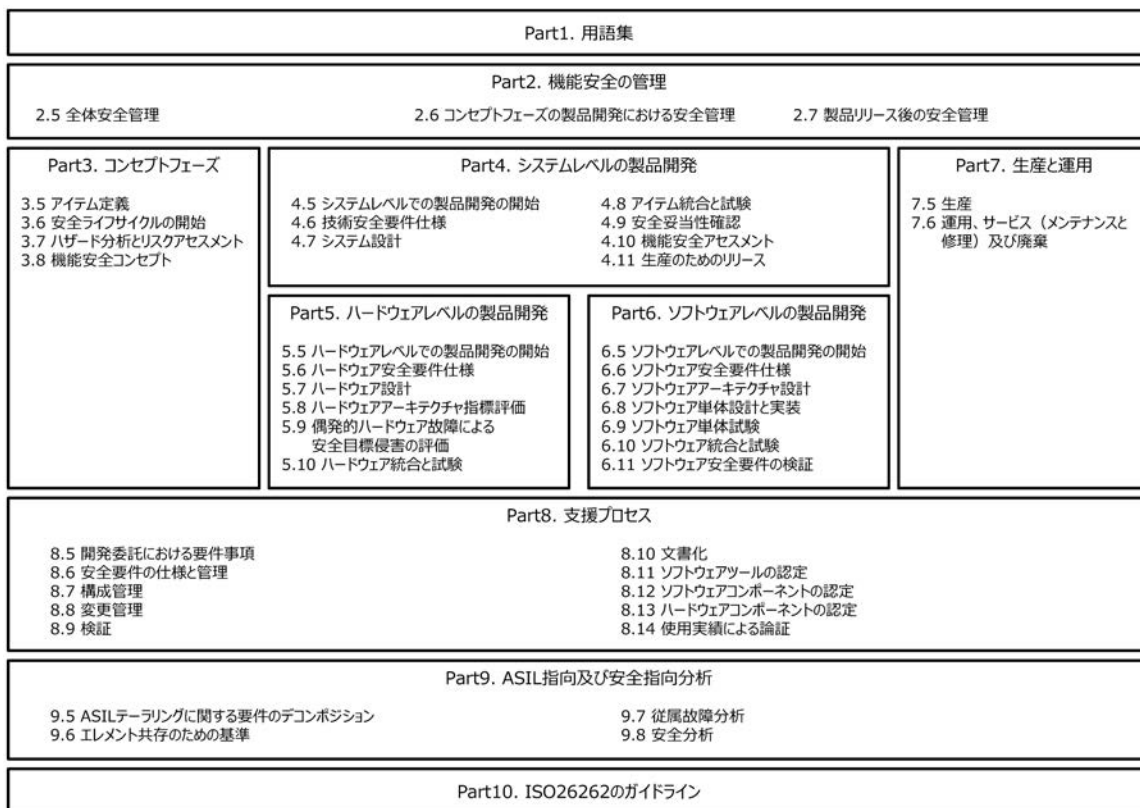 Part1. 用語集
Part2. 機能安全の管理
2.5 全体安全管理
2.6 コンセプトフェーズの製品開発における安全管理
2.7 製品リリース後の安全管理
Part3. コンセプトフェーズ
3.5 アイテム定義
3.6 安全ライフサイクルの開始
3.7 ハザード分析とリスクアセスメント
3.8 機能安全コンセプト
Part4. システムレベルの製品開発
4.5 システムレベルでの製品開発の開始
4.6 技術安全要件仕様
4.7 システム設計
4.8 アイテム統合と試験
4.9 安全妥当性確認
4.10 機能安全アセスメント
4.11 生産のためのリリース
Part7. 生産と運用
7.5 生産
7.6 運用、サービス（メンテナンスと
修理）及び廃棄
Part5. ハードウェアレベルの製品開発
5.5 ハードウェアレベルでの製品開発の開始
5.6 ハードウェア安全要件仕様
5.7 ハードウェア設計
5.8 ハードウェアアーキテクチャ指標評価
5.9 偶発的ハードウェア故障による
安全目標侵害の評価
5.10 ハードウェア統合と試験
Part6. ソフトウェアレベルの製品開発
6.5 ソフトウェアレベルでの製品開発の開始
6.6 ソフトウェア安全要件仕様
6.7 ソフトウェアアーキテクチャ設計
6.8 ソフトウェア単体設計と実装
6.9 ソフトウェア単体試験
6.10 ソフトウェア統合と試験
6.11 ソフトウェア安全要件の検証
Part8. 支援プロセス
8.5 開発委託における要件事項
8.6 安全要件の仕様と管理
8.7 構成管理
8.8 変更管理
8.9 検証
8.10 文書化
8.11 ソフトウェアツールの認定
8.12 ソフトウェアコンポーネントの認定
8.13 ハードウェアコンポーネントの認定
8.14 使用実績による論証
Part9. ASIL指向及び安全指向分析
9.5 ASILテーラリングに関する要件のデコンポジション
9.6 エレメント共存のための基準
9.7 従属故障分析
9.8 安全分析
Part10. ISO26262のガイドライン